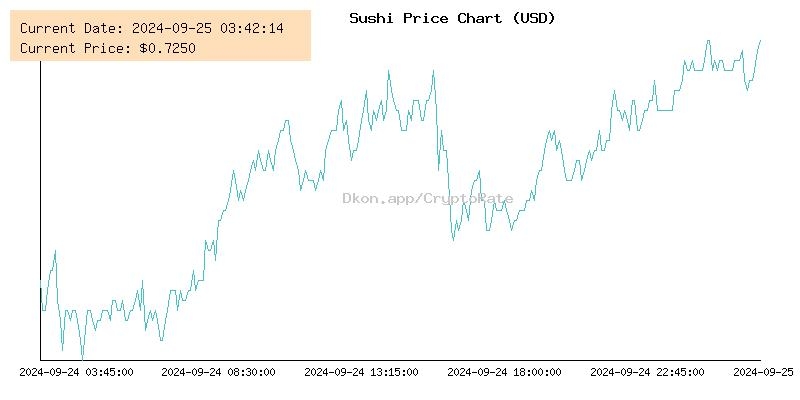 Sushi Price Chart (USD)
Current Date: 2024-09-25 03:42:14
Current Price: $0.7250
Dkon.app/CryptoRate
2024-09-24 03:45:00
2024-09-24 08:30:00
2024-09-24 13:15:00
2024-09-24 18:00:00
2024-09-24 22:45:00
2024-09-25